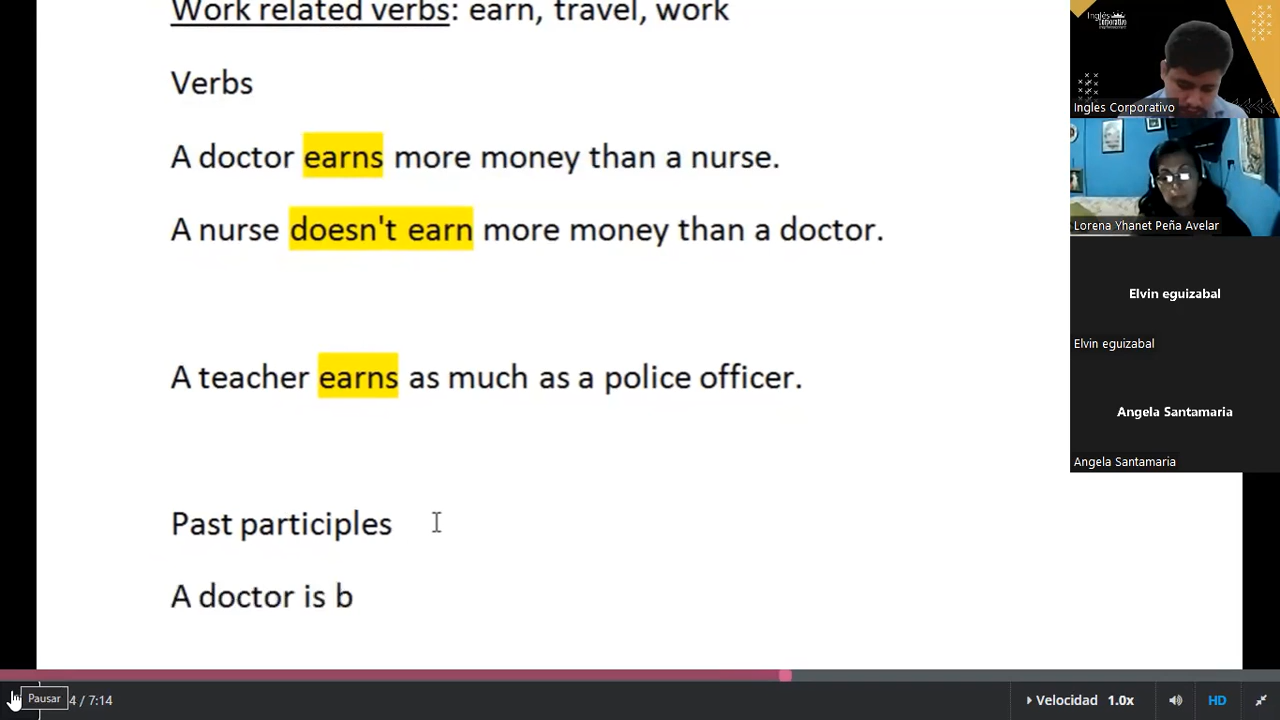 Work related verbs: earn, travel, work
Verbs
A doctor earns more money than a nurse.
A nurse doesn't earn more money than a doctor.
A teacher earns as much as a police officer.
Past participles
A doctor is b
Inglés
Corporativo
Ingles Corporativo
Lorena Yhanet Peña Avelar
Elvin eguizabal
Elvin eguizabal
Angela Santamaria
Angela Santamaria
Pausar
4 / 7:14
Velocidad 1.0x
HD